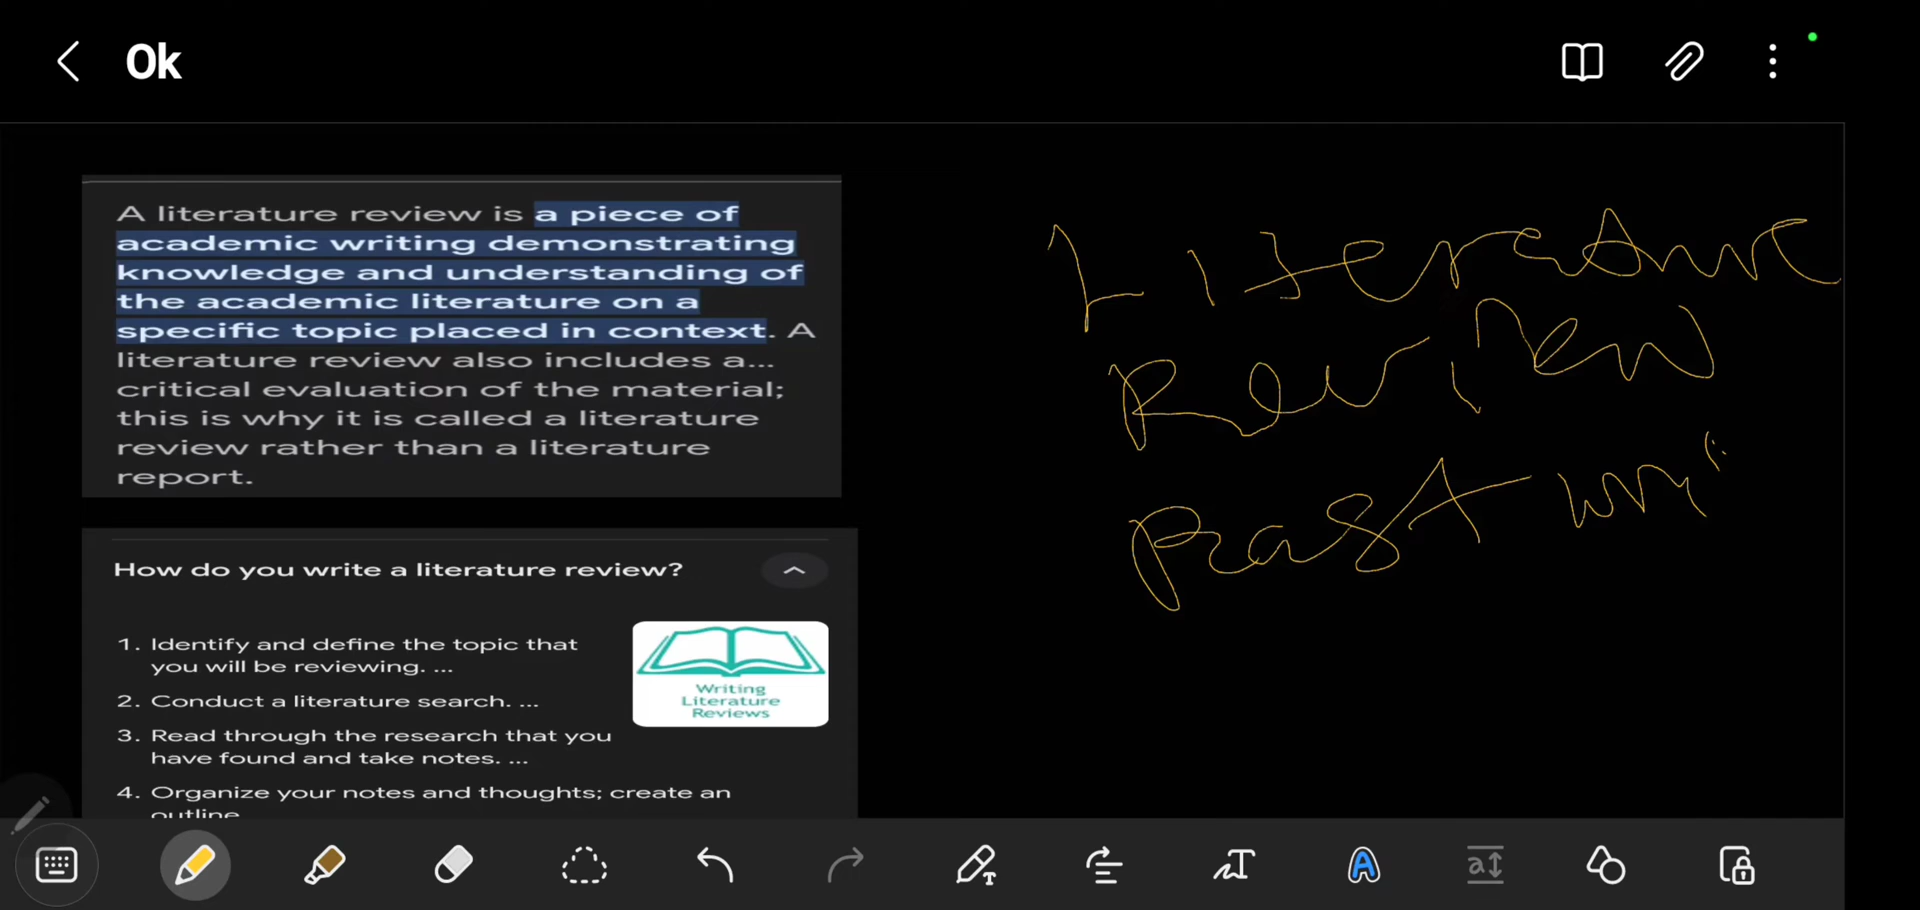 Ok
A literature review is a piece of
academic writing demonstrating
knowledge and understanding of
the academic literature on a
specific topic placed in context. A
literature review also includes a...
critical evaluation of the material;
this is why it is called a literature
review rather than a literature
report.
How do you write a literature review?
1. Identify and define the topic that
you will be reviewing. ...
2. Conduct a literature search. ...
3. Read through the research that you
have found and take notes. ...
4. Organize your notes and thoughts; create an
outline
Writing
Literature
Reviews
Literature
Review
Past